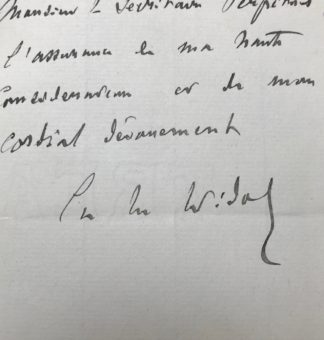 Monsieur le Secrétaire Perpétuel
l'assurance de ma haute
Considération et de mon
cordial dévouement
Ch M Widor